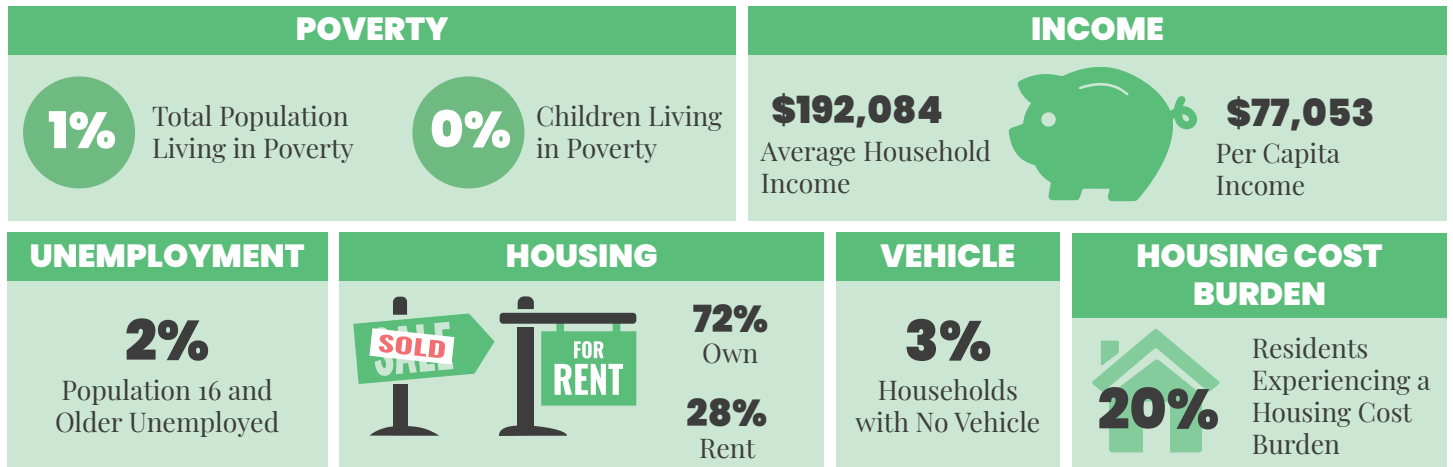 POVERTY
1%
Total Population
Living in Poverty
0%
Children Living
in Poverty
INCOME
$192,084
Average Household
Income
$77,053
Per Capita
Income
UNEMPLOYMENT
2%
Population 16 and
Older Unemployed
HOUSING
SALE
SOLD
FOR
RENT
72%
Own
28%
Rent
VEHICLE
3%
Households
with No Vehicle
HOUSING COST
BURDEN
20%
Residents
Experiencing a
Housing Cost
Burden